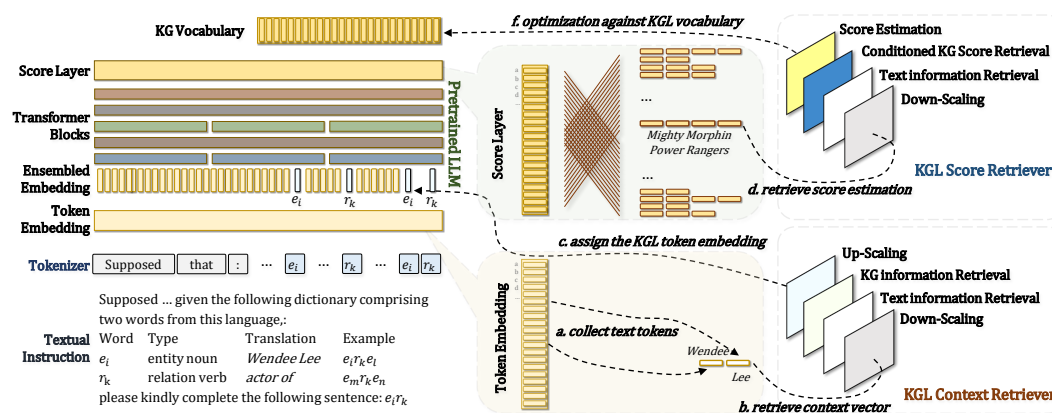 f. optimization against KGL vocabulary
KG Vocabulary
Score Layer
Transformer
Blocks
Ensembled
Embedding
Token
Embedding
Pretrained LLM
e_i r_k e_i r_k
Tokenizer
Supposed that : ... e_i ... r_k ... e_i r_k
Supposed ... given the following dictionary comprising
two words from this language,:
Textual
Instruction
Word Type Translation Example
e_i entity noun Wendee Lee e_i r_k e_l
r_k relation verb actor of e_m r_k e_n
please kindly complete the following sentence: e_i r_k
Score Layer
a
b
c
d
...
...
Mighty Morphin
Power Rangers
...
d. retrieve score estimation
Score Estimation
Conditioned KG Score Retrieval
Text information Retrieval
Down-Scaling
KGL Score Retriever
c. assign the KGL token embedding
Token Embedding
a
b
c
d
...
a. collect text tokens
Wendee
Lee
b. retrieve context vector
Up-Scaling
KG information Retrieval
Text information Retrieval
Down-Scaling
KGL Context Retriever